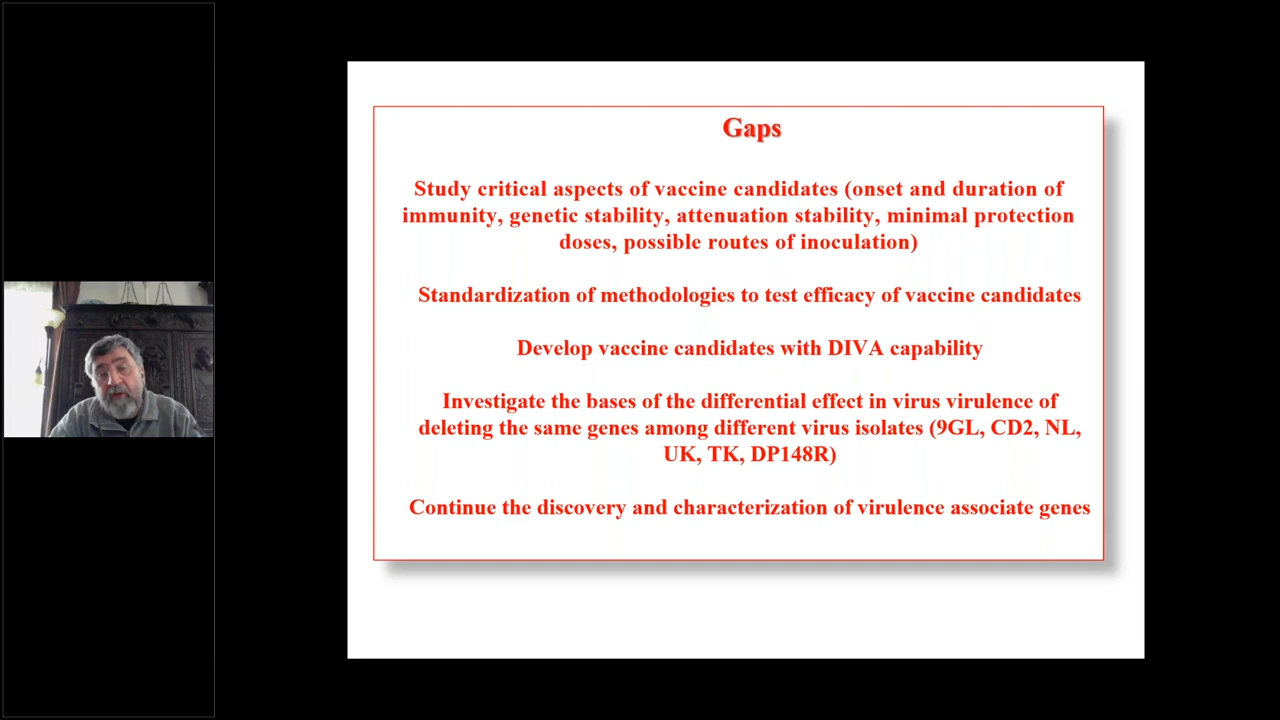 Gaps
Study critical aspects of vaccine candidates (onset and duration of
immunity, genetic stability, attenuation stability, minimal protection
doses, possible routes of inoculation)
Standardization of methodologies to test efficacy of vaccine candidates
Develop vaccine candidates with DIVA capability
Investigate the bases of the differential effect in virus virulence of
deleting the same genes among different virus isolates (9GL, CD2, NL,
UK, TK, DP148R)
Continue the discovery and characterization of virulence associate genes